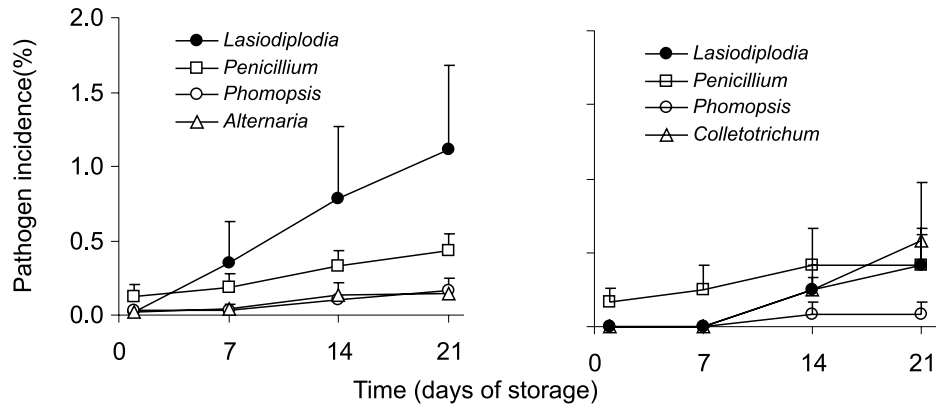 Pathogen incidence(%)
2.0
1.5
1.0
0.5
0.0
Lasiodiplodia
Penicillium
Phomopsis
Alternaria
0 7 14 21
Lasiodiplodia
Penicillium
Phomopsis
Colletotrichum
0 7 14 21
Time (days of storage)